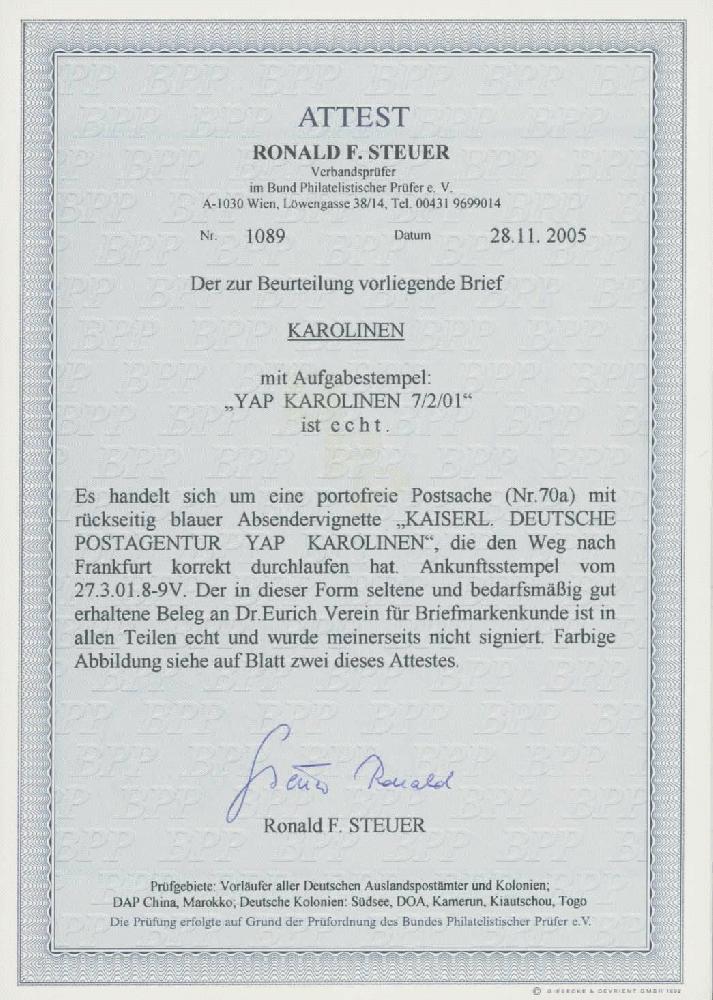 ATTEST
RONALD F. STEUER
Verbandsprüfer
im Bund Philatelistischer Prüfer e. V.
A-1030 Wien, Löwengasse 38/14, Tel. 00431 9699014
Nr. 1089 Datum 28.11. 2005
Der zur Beurteilung vorliegende Brief
KAROLINEN
mit Aufgabestempel:
„YAP KAROLINEN 7/2/01“
ist e c h t .
Es handelt sich um eine portofreie Postsache (Nr.70a) mit
rückseitig blauer Absendervignette „KAISERL. DEUTSCHE
POSTAGENTUR YAP KAROLINEN“, die den Weg nach
Frankfurt korrekt durchlaufen hat. Ankunftsstempel vom
27.3.01.8-9V. Der in dieser Form seltene und bedarfsmäßig gut
erhaltene Beleg an Dr.Eurich Verein für Briefmarkenkunde ist in
allen Teilen echt und wurde meinerseits nicht signiert. Farbige
Abbildung siehe auf Blatt zwei dieses Attestes.
Steuer Ronald
Ronald F. STEUER
Prüfgebiete: Vorläufer aller Deutschen Auslandspostämter und Kolonien;
DAP China, Marokko; Deutsche Kolonien: Südsee, DOA, Kamerun, Kiautschou, Togo
Die Prüfung erfolgte auf Grund der Prüfordnung des Bundes Philatelistischer Prüfer e.V.
© GIESECKE & DEVRIENT GMBH